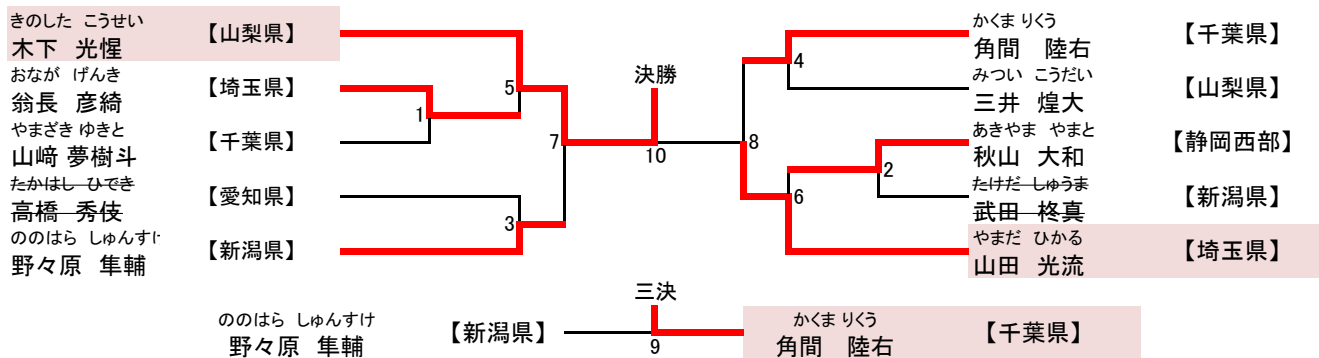 きのした こうせい
木下 光惺 【山梨県】
おなが げんき
翁長 彦綺 【埼玉県】
やまざき ゆきと
山﨑 夢樹斗 【千葉県】
たかはし ひでき
高橋 秀伎 【愛知県】
ののはら しゅんすけ
野々原 隼輔 【新潟県】
1
5
3
7
決勝
10
8
4
2
6
かくま りくう
角間 陸右 【千葉県】
みつい こうだい
三井 煌大 【山梨県】
あきやま やまと
秋山 大和 【静岡西部】
たけだ しゅうま
武田 柊真 【新潟県】
やまだ ひかる
山田 光流 【埼玉県】
三決
ののはら しゅんすけ
野々原 隼輔 【新潟県】
9
かくま りくう
角間 陸右 【千葉県】